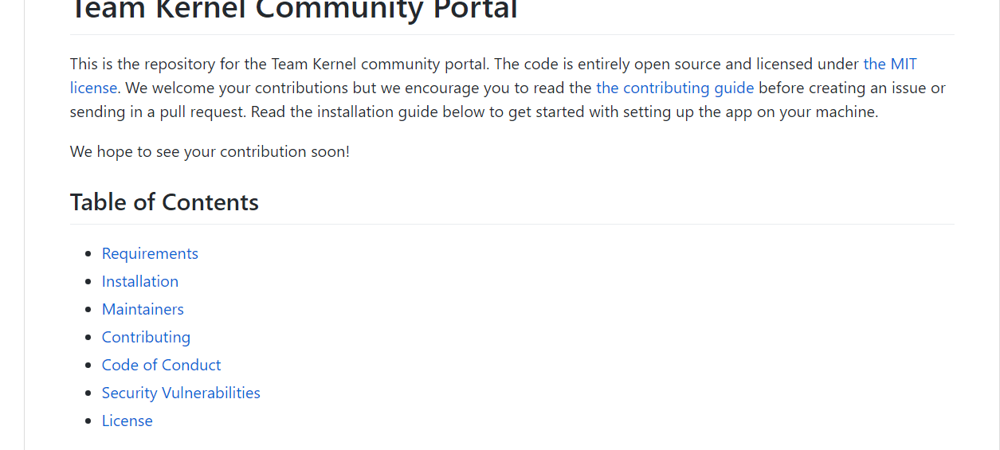 Team Kernel Community Portal
This is the repository for the Team Kernel community portal. The code is entirely open source and licensed under the MIT
license. We welcome your contributions but we encourage you to read the the contributing guide before creating an issue or
sending in a pull request. Read the installation guide below to get started with setting up the app on your machine.
We hope to see your contribution soon!
Table of Contents
Requirements
Installation
Maintainers
Contributing
Code of Conduct
Security Vulnerabilities
License